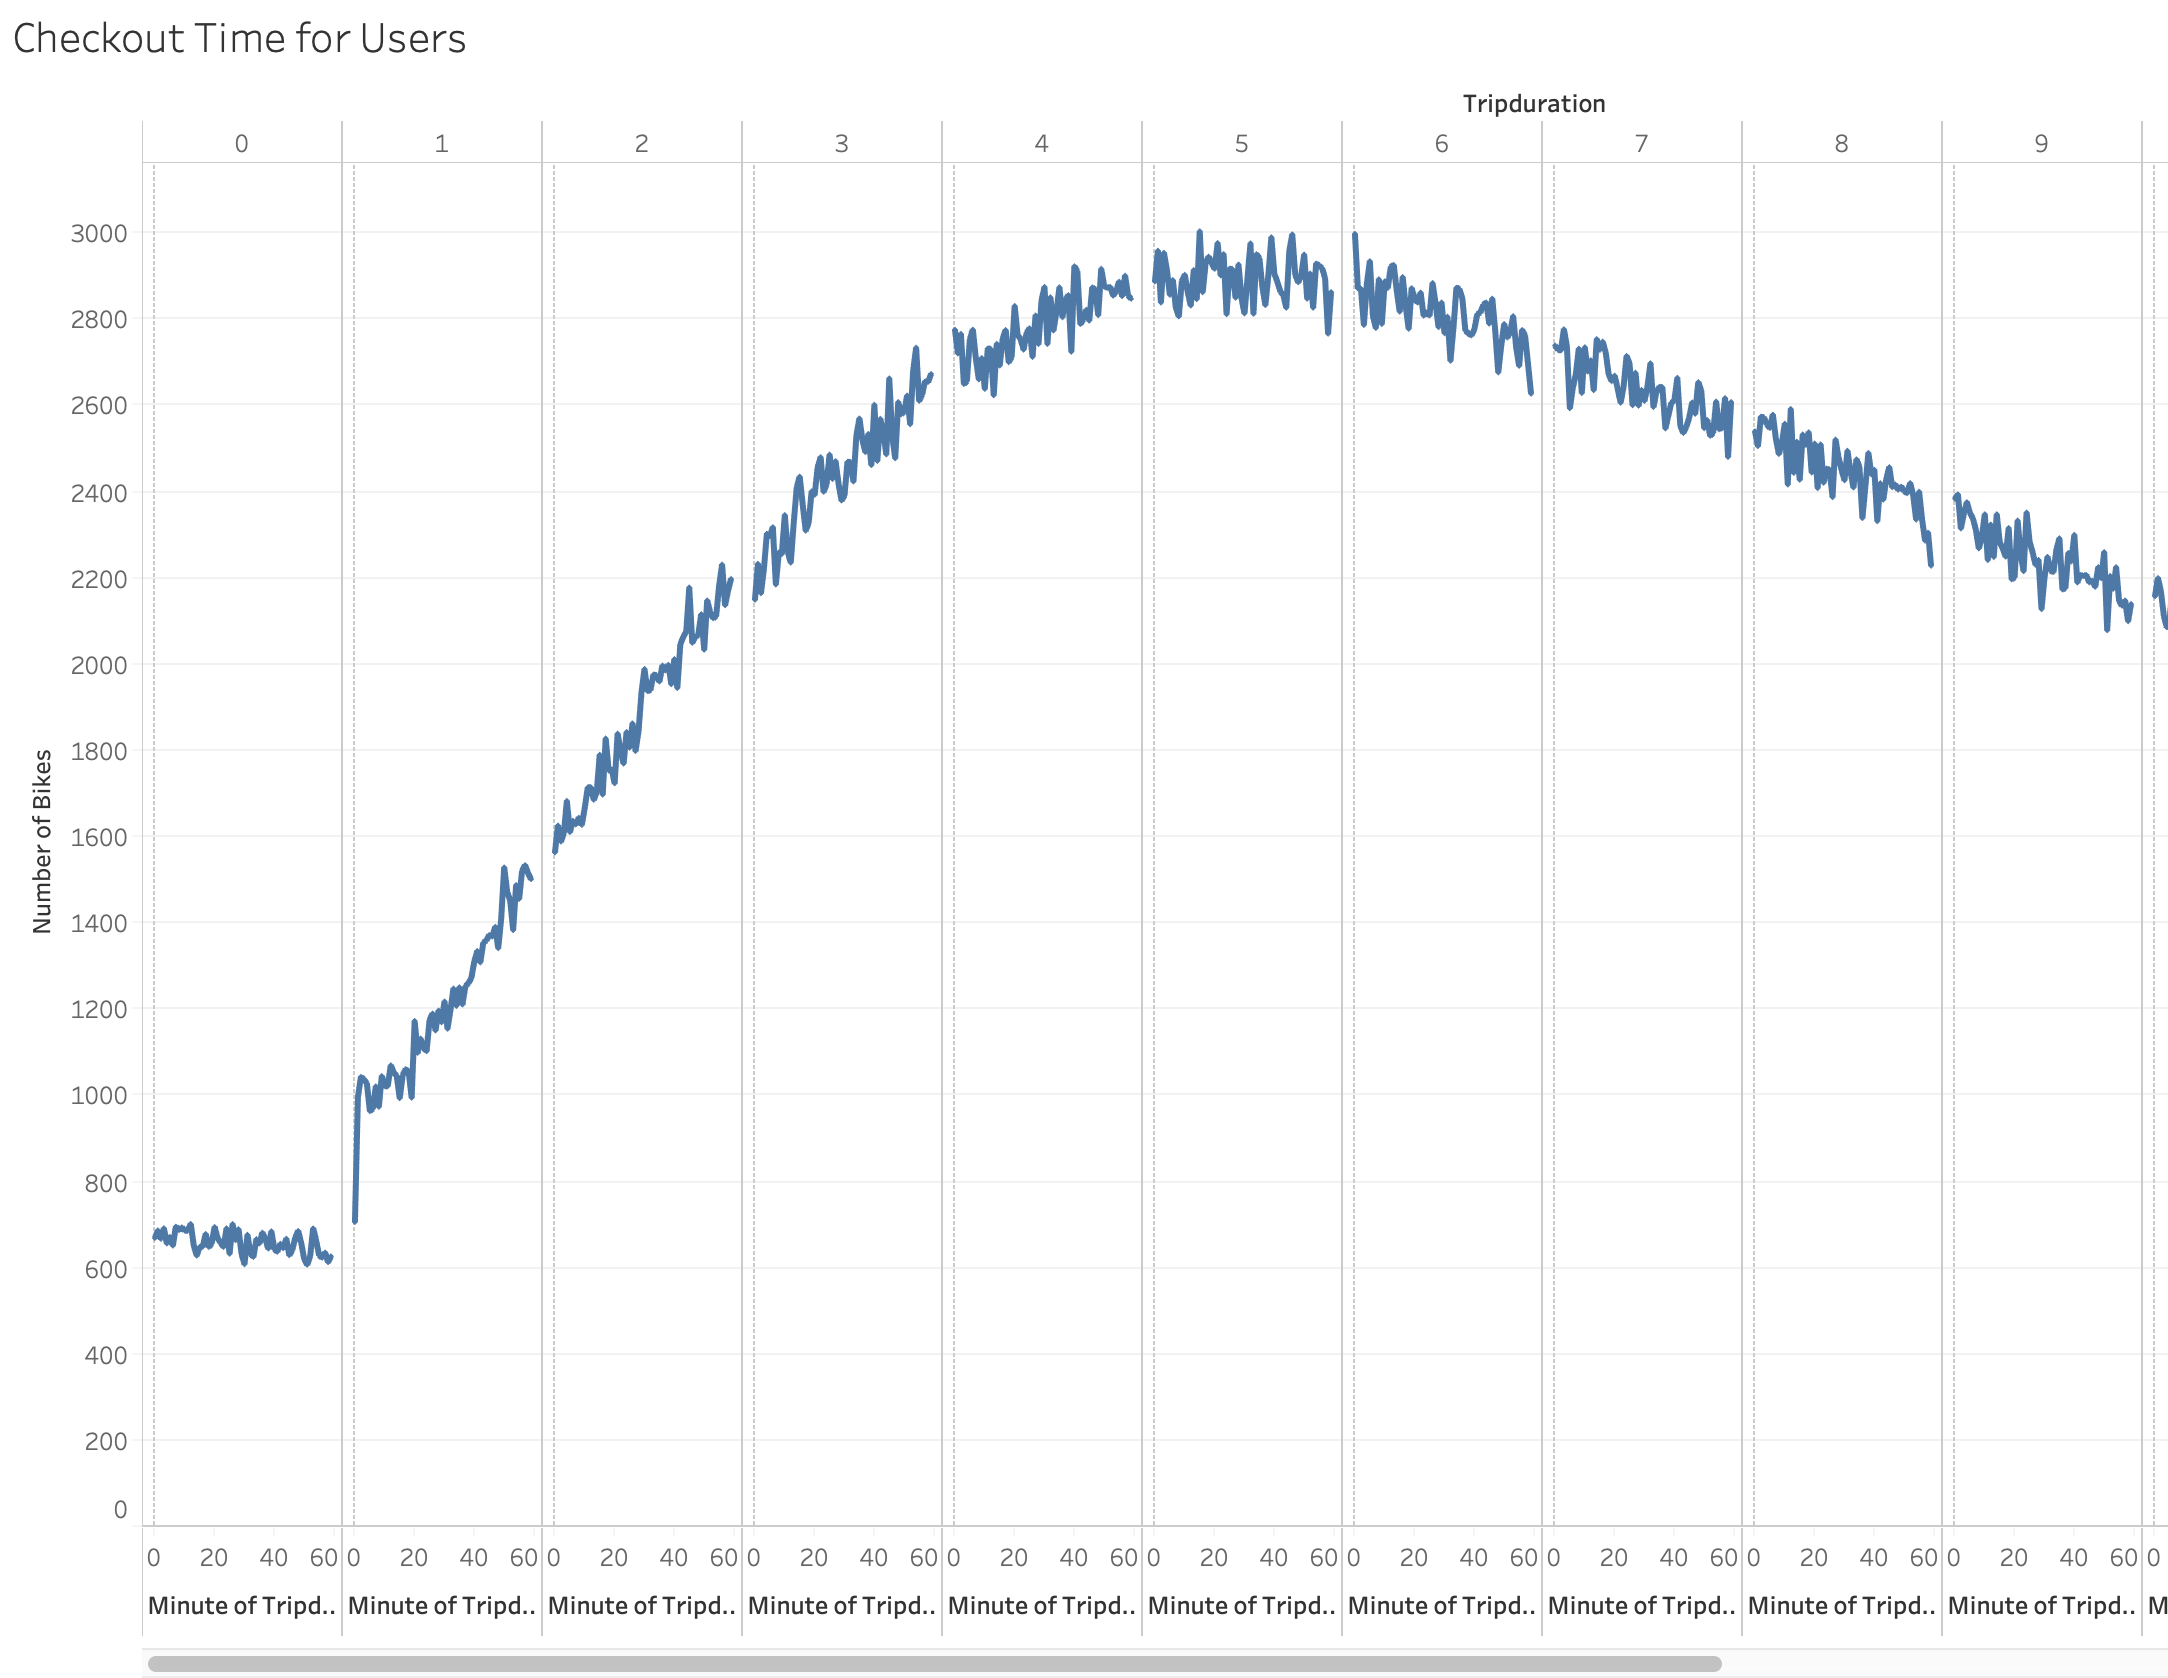 Checkout Time for Users
Tripduration
0 1 2 3 4 5 6 7 8 9
3000
2800
2600
2400
2200
2000
1800
1600
1400
1200
1000
800
600
400
200
0
Number of Bikes
0 20 40 60 0 20 40 60 0 20 40 60 0 20 40 60 0 20 40 60 0 20 40 60 0 20 40 60 0 20 40 60 0 20 40 60 0 20 40 60 0
Minute of Tripd.. Minute of Tripd.. Minute of Tripd.. Minute of Tripd.. Minute of Tripd.. Minute of Tripd.. Minute of Tripd.. Minute of Tripd.. Minute of Tripd.. Minute of Tripd.. M